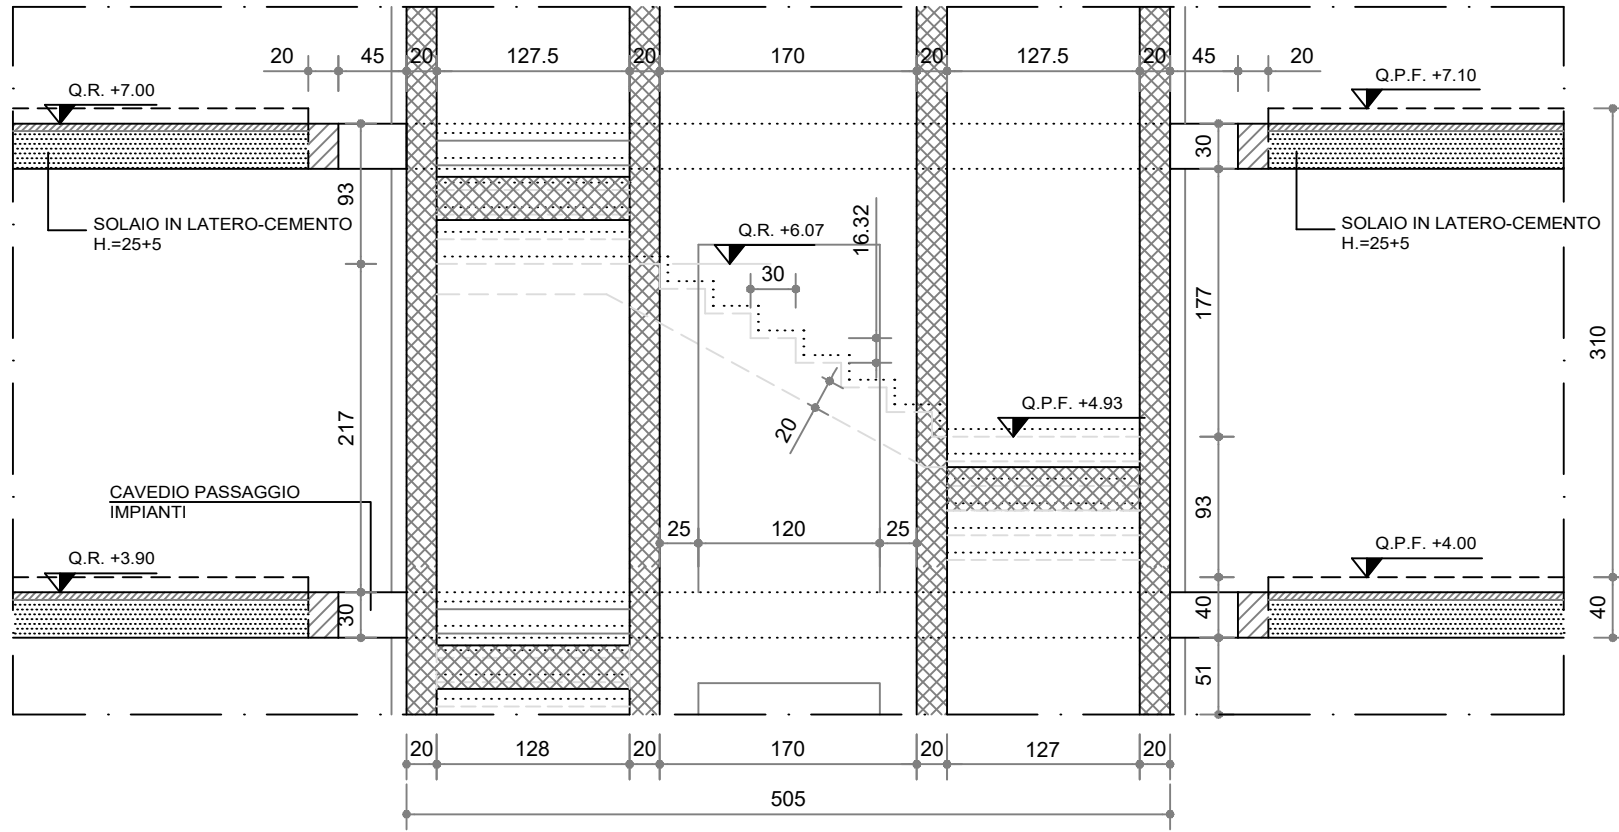 20 45 20 127.5 20 170 20 127.5 20 45 20
Q.R. +7.00
Q.P.F. +7.10
30
93
SOLAIO IN LATERO-CEMENTO
H.=25+5
16.32
Q.R. +6.07
SOLAIO IN LATERO-CEMENTO
H.=25+5
30
177
310
217
20
Q.P.F. +4.93
CAVEDIO PASSAGGIO
IMPIANTI
93
25 120 25
Q.R. +3.90
Q.P.F. +4.00
30
40
40
51
20 128 20 170 20 127 20
505